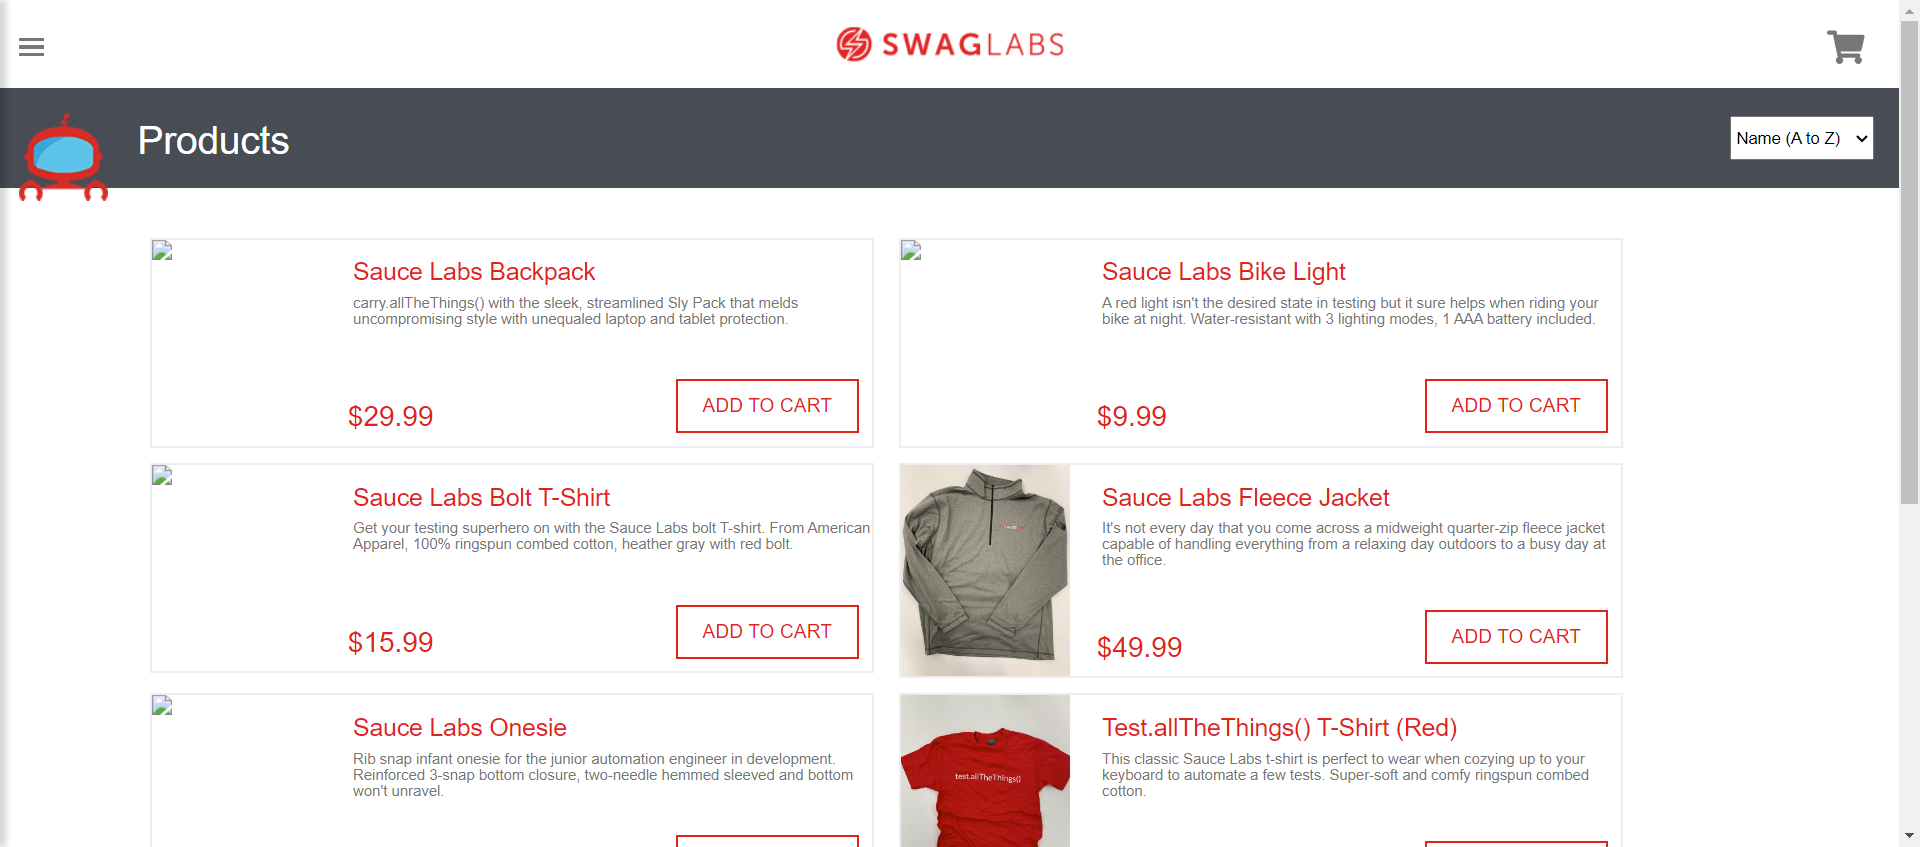 SWAGLABS
Products
Name (A to Z)
Sauce Labs Backpack
carry.allTheThings() with the sleek, streamlined Sly Pack that melds
uncompromising style with unequaled laptop and tablet protection.
$29.99
ADD TO CART
Sauce Labs Bike Light
A red light isn't the desired state in testing but it sure helps when riding your
bike at night. Water-resistant with 3 lighting modes, 1 AAA battery included.
$9.99
ADD TO CART
Sauce Labs Bolt T-Shirt
Get your testing superhero on with the Sauce Labs bolt T-shirt. From American
Apparel, 100% ringspun combed cotton, heather gray with red bolt.
$15.99
ADD TO CART
Sauce Labs Fleece Jacket
It's not every day that you come across a midweight quarter-zip fleece jacket
capable of handling everything from a relaxing day outdoors to a busy day at
the office.
$49.99
ADD TO CART
Sauce Labs Onesie
Rib snap infant onesie for the junior automation engineer in development.
Reinforced 3-snap bottom closure, two-needle hemmed sleeved and bottom
won't unravel.
test.allTheThings()
Test.allTheThings() T-Shirt (Red)
This classic Sauce Labs t-shirt is perfect to wear when cozying up to your
keyboard to automate a few tests. Super-soft and comfy ringspun combed
cotton.